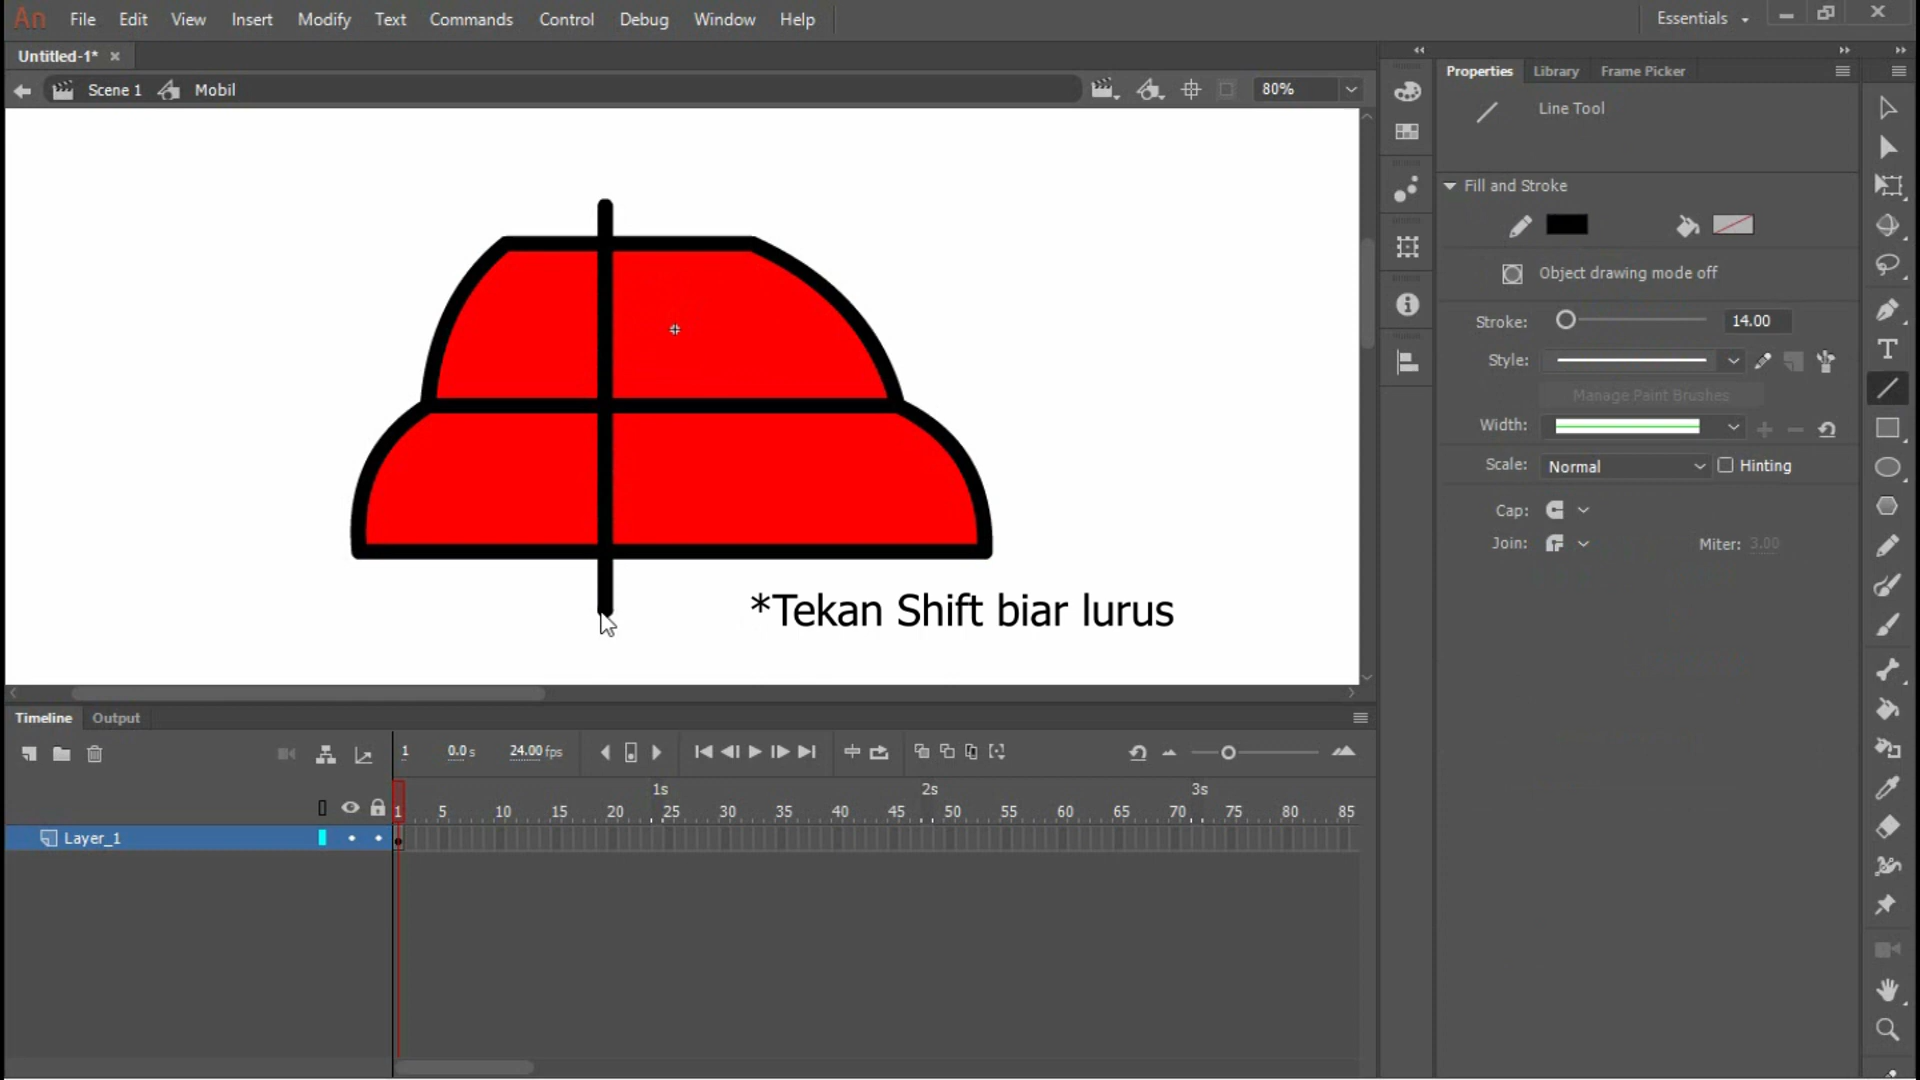 An File Edit View Insert Modify Text Commands Control Debug Window Help Essentials
Untitled-1*
Scene 1 Mobil 80%
Properties Library Frame Picker
Line Tool
Fill and Stroke
Object drawing mode off
Stroke: 14.00
Style:
Manage Paint Brushes
Width:
Scale: Normal Hinting
Cap:
Join: Miter: 3.00
*Tekan Shift biar lurus
Timeline Output
1 0.0 s 24.00 fps
1s 2s 3s
1 5 10 15 20 25 30 35 40 45 50 55 60 65 70 75 80 85
Layer_1